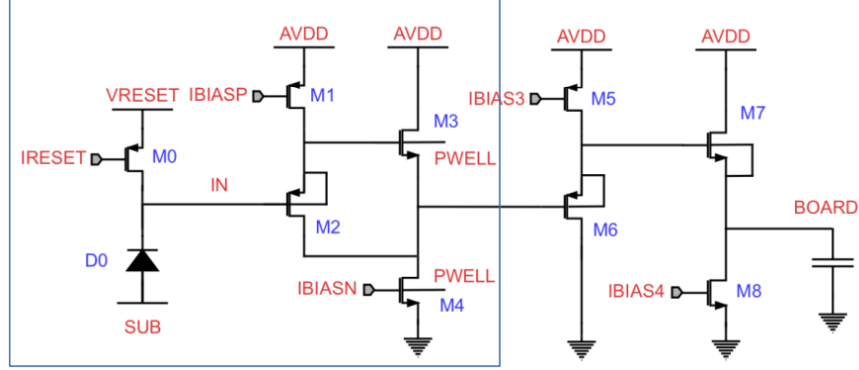 AVDD
AVDD
AVDD
AVDD
IBIASP
M1
IBIAS3
M5
VRESET
M3
M7
IRESET
M0
PWELL
IN
M2
M6
BOARD
D0
IBIASN
PWELL
M4
IBIAS4
M8
SUB